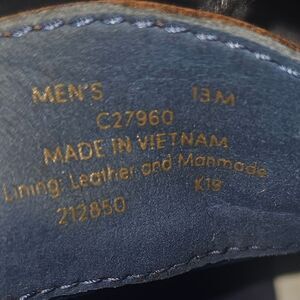 MEN'S 13 M
C27960
MADE IN VIETNAM
Lining: Leather and Manmade
212850 K19